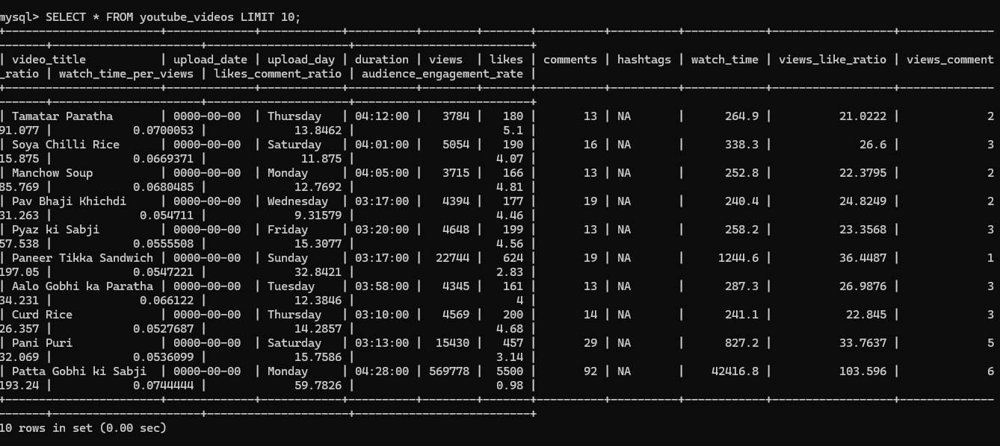 mysql> SELECT * FROM youtube_videos LIMIT 10;
+-----------------------+-------------+------------+----------+--------+-------+----------+----------+------------+------------------+--------------
-------+----------------------+---------------------+--------------------------+
| video_title           | upload_date | upload_day | duration | views  | likes | comments | hashtags | watch_time | views_like_ratio | views_comment
_ratio | watch_time_per_views | likes_comment_ratio | audience_engagement_rate |
+-----------------------+-------------+------------+----------+--------+-------+----------+----------+------------+------------------+--------------
-------+----------------------+---------------------+--------------------------+
| Tamatar Paratha       | 0000-00-00  | Thursday   | 04:12:00 |   3784 |   180 |       13 | NA       |      264.9 |          21.0222 |             2
91.077 |            0.0700053 |             13.8462 |                      5.1 |
| Soya Chilli Rice      | 0000-00-00  | Saturday   | 04:01:00 |   5054 |   190 |       16 | NA       |      338.3 |             26.6 |             3
15.875 |            0.0669371 |              11.875 |                     4.07 |
| Manchow Soup          | 0000-00-00  | Monday     | 04:05:00 |   3715 |   166 |       13 | NA       |      252.8 |          22.3795 |             2
85.769 |            0.0680485 |             12.7692 |                     4.81 |
| Pav Bhaji Khichdi     | 0000-00-00  | Wednesday  | 03:17:00 |   4394 |   177 |       19 | NA       |      240.4 |          24.8249 |             2
31.263 |             0.054711 |             9.31579 |                     4.46 |
| Pyaz ki Sabji         | 0000-00-00  | Friday     | 03:20:00 |   4648 |   199 |       13 | NA       |      258.2 |          23.3568 |             3
57.538 |            0.0555508 |             15.3077 |                     4.56 |
| Paneer Tikka Sandwich | 0000-00-00  | Sunday     | 03:17:00 |  22744 |   624 |       19 | NA       |     1244.6 |          36.4487 |             1
197.05 |            0.0547221 |             32.8421 |                     2.83 |
| Aalo Gobhi ka Paratha | 0000-00-00  | Tuesday    | 03:58:00 |   4345 |   161 |       13 | NA       |      287.3 |          26.9876 |             3
34.231 |             0.066122 |             12.3846 |                        4 |
| Curd Rice             | 0000-00-00  | Thursday   | 03:10:00 |   4569 |   200 |       14 | NA       |      241.1 |           22.845 |             3
26.357 |            0.0527687 |             14.2857 |                     4.68 |
| Pani Puri             | 0000-00-00  | Saturday   | 03:13:00 |  15430 |   457 |       29 | NA       |      827.2 |          33.7637 |             5
32.069 |            0.0536099 |             15.7586 |                     3.14 |
| Patta Gobhi ki Sabji  | 0000-00-00  | Monday     | 04:28:00 | 569778 |  5500 |       92 | NA       |    42416.8 |          103.596 |             6
193.24 |            0.0744444 |             59.7826 |                     0.98 |
+-----------------------+-------------+------------+----------+--------+-------+----------+----------+------------+------------------+--------------
-------+----------------------+---------------------+--------------------------+
10 rows in set (0.00 sec)